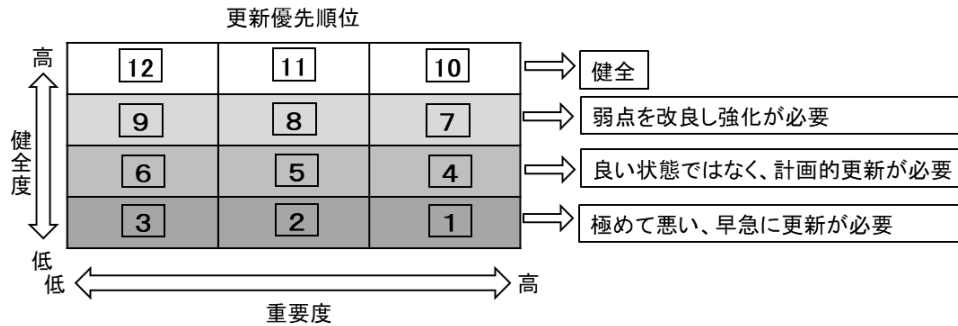 更新優先順位
高
12 11 10 健全
9 8 7 弱点を改良し強化が必要
健全度
6 5 4 良い状態ではなく、計画的更新が必要
3 2 1 極めて悪い、早急に更新が必要
低
低 高
重要度